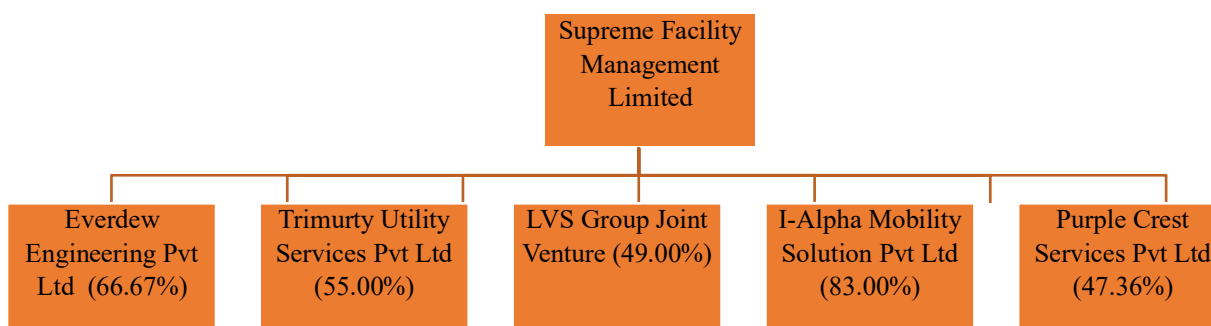 Supreme Facility
Management
Limited
Everdew
Engineering Pvt
Ltd (66.67%)
Trimurty Utility
Services Pvt Ltd
(55.00%)
LVS Group Joint
Venture (49.00%)
I-Alpha Mobility
Solution Pvt Ltd
(83.00%)
Purple Crest
Services Pvt Ltd
(47.36%)